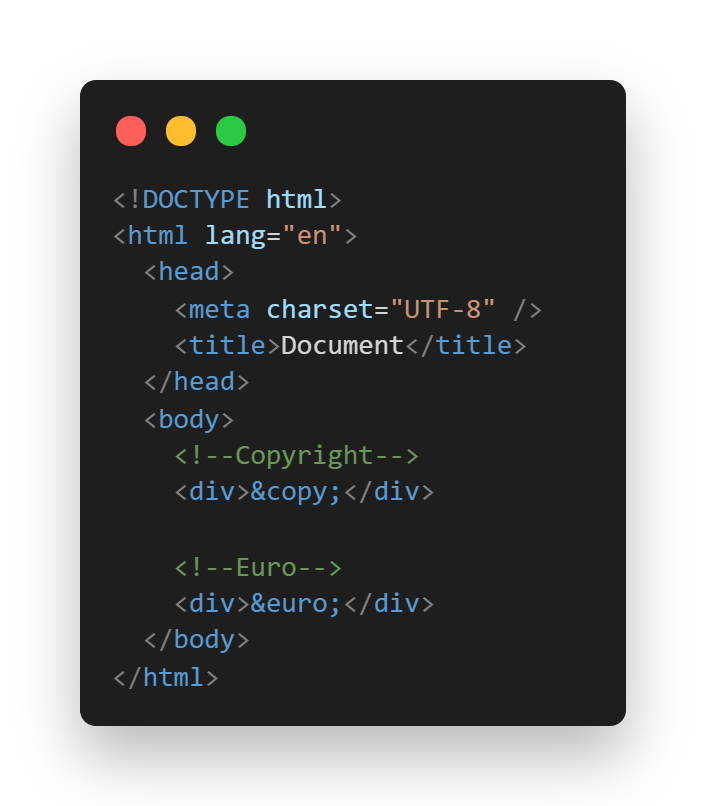 <!DOCTYPE html>
<html lang="en">
  <head>
    <meta charset="UTF-8" />
    <title>Document</title>
  </head>
  <body>
    <!--Copyright-->
    <div>&copy;</div>

    <!--Euro-->
    <div>&euro;</div>
  </body>
</html>